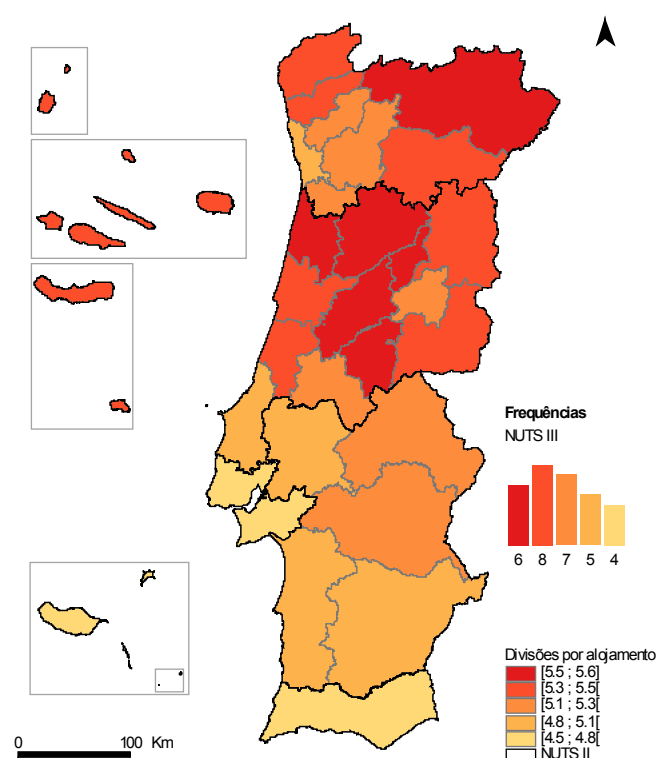 Frequências
NUTS III
6 8 7 5 4
Divisões por alojamento
[5.5 ; 5.6]
[5.3 ; 5.5[
[5.1 ; 5.3[
[4.8 ; 5.1[
[4.5 ; 4.8[
NUTS II
0 100 Km